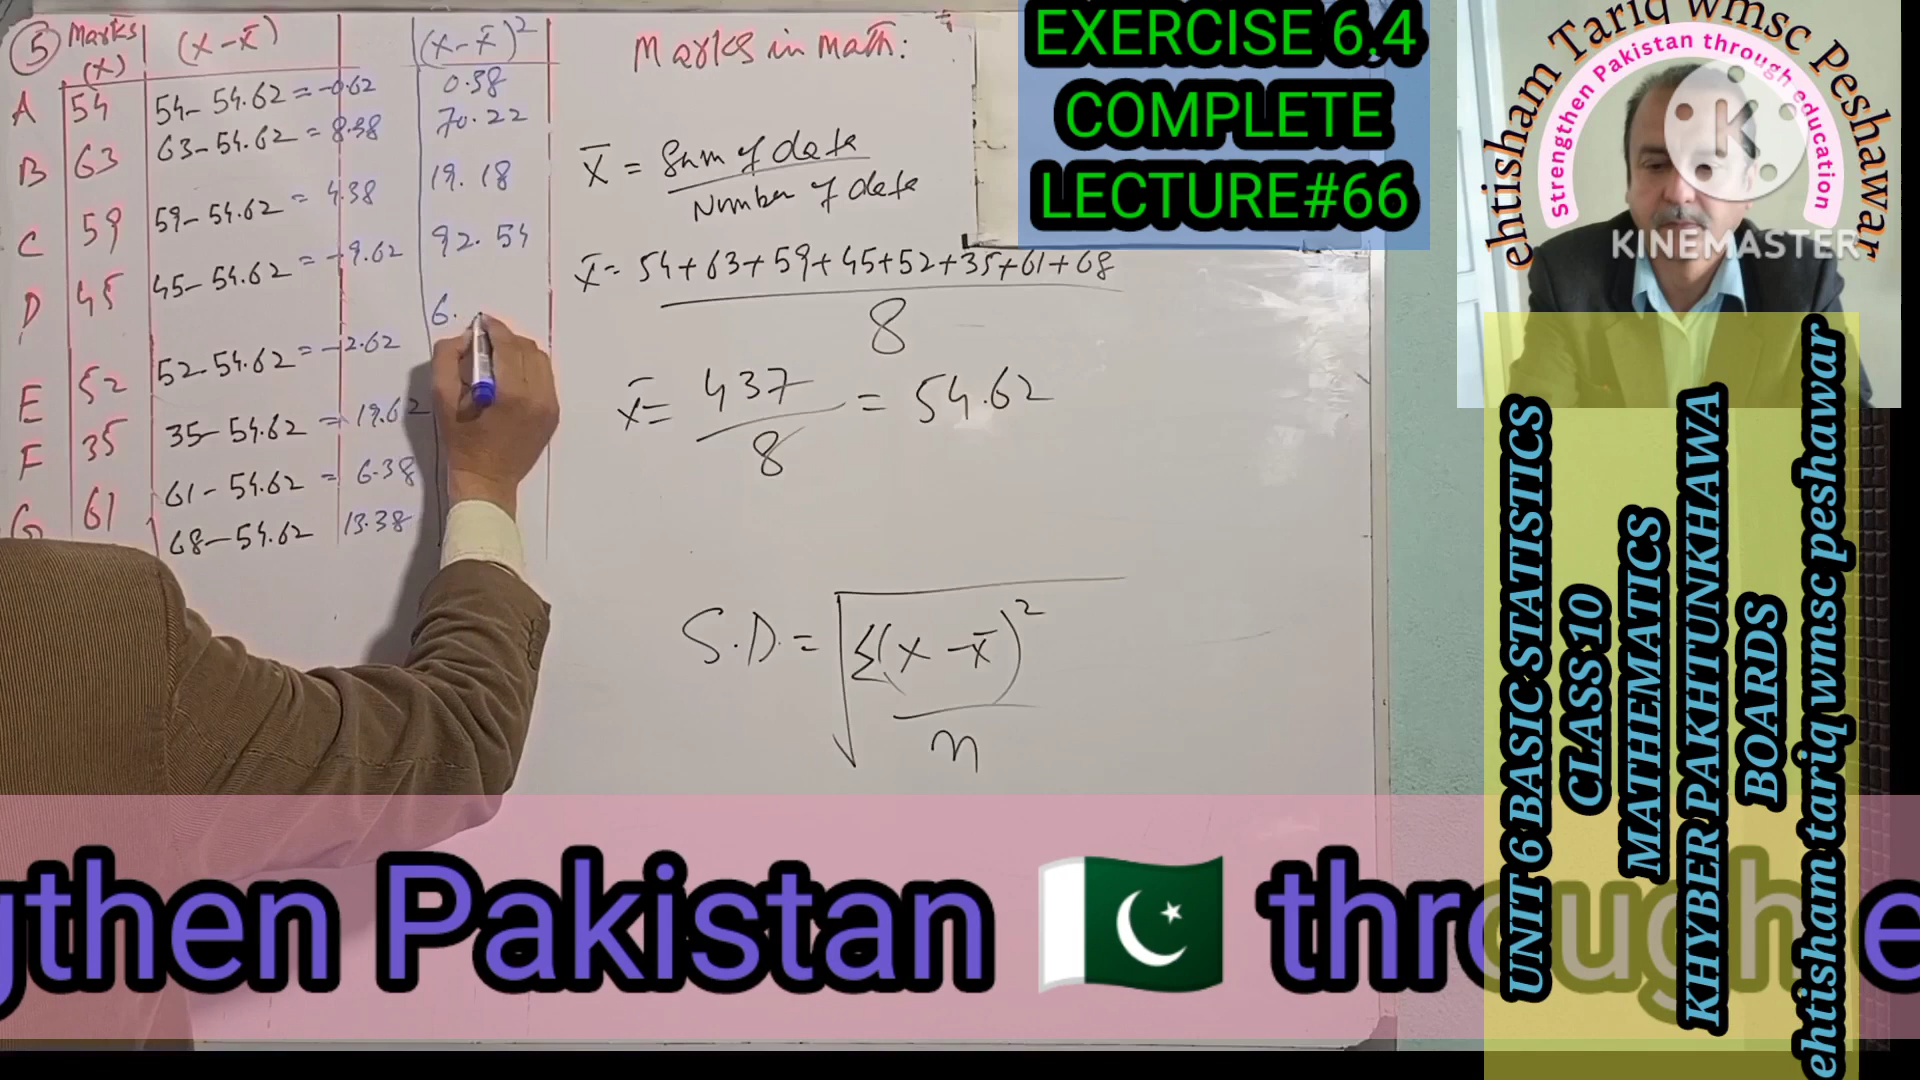 5 Marks (X) (X-X̄) (X-X̄)²
A 54 54-54.62 = -0.62 0.38
B 63 63-54.62 = 8.38 70.22
C 59 59-54.62 = 4.38 19.18
D 45 45-54.62 = -9.62 92.54
E 52 52-54.62 = -2.62 6.
F 35 35-54.62 = 19.62
G 61 61-54.62 = 6.38
68-54.62 13.38
Marks in math:
X̄ = Sum of data / Number of data
X̄ = 54+63+59+45+52+35+61+68 / 8
X̄ = 437 / 8 = 54.62
S.D. = √Σ(X-X̄)² / n
EXERCISE 6.4
COMPLETE
LECTURE#66
ehtisham Tariq wmsc Peshawar
Strengthen Pakistan through education
K
KINEMASTER
UNIT 6 BASIC STATISTICS
CLASS 10
MATHEMATICS
KHYBER PAKHTUNKHAWA
BOARDS
ehtisham tariq wmsc peshawar
gthen Pakistan 🇵🇰 through e